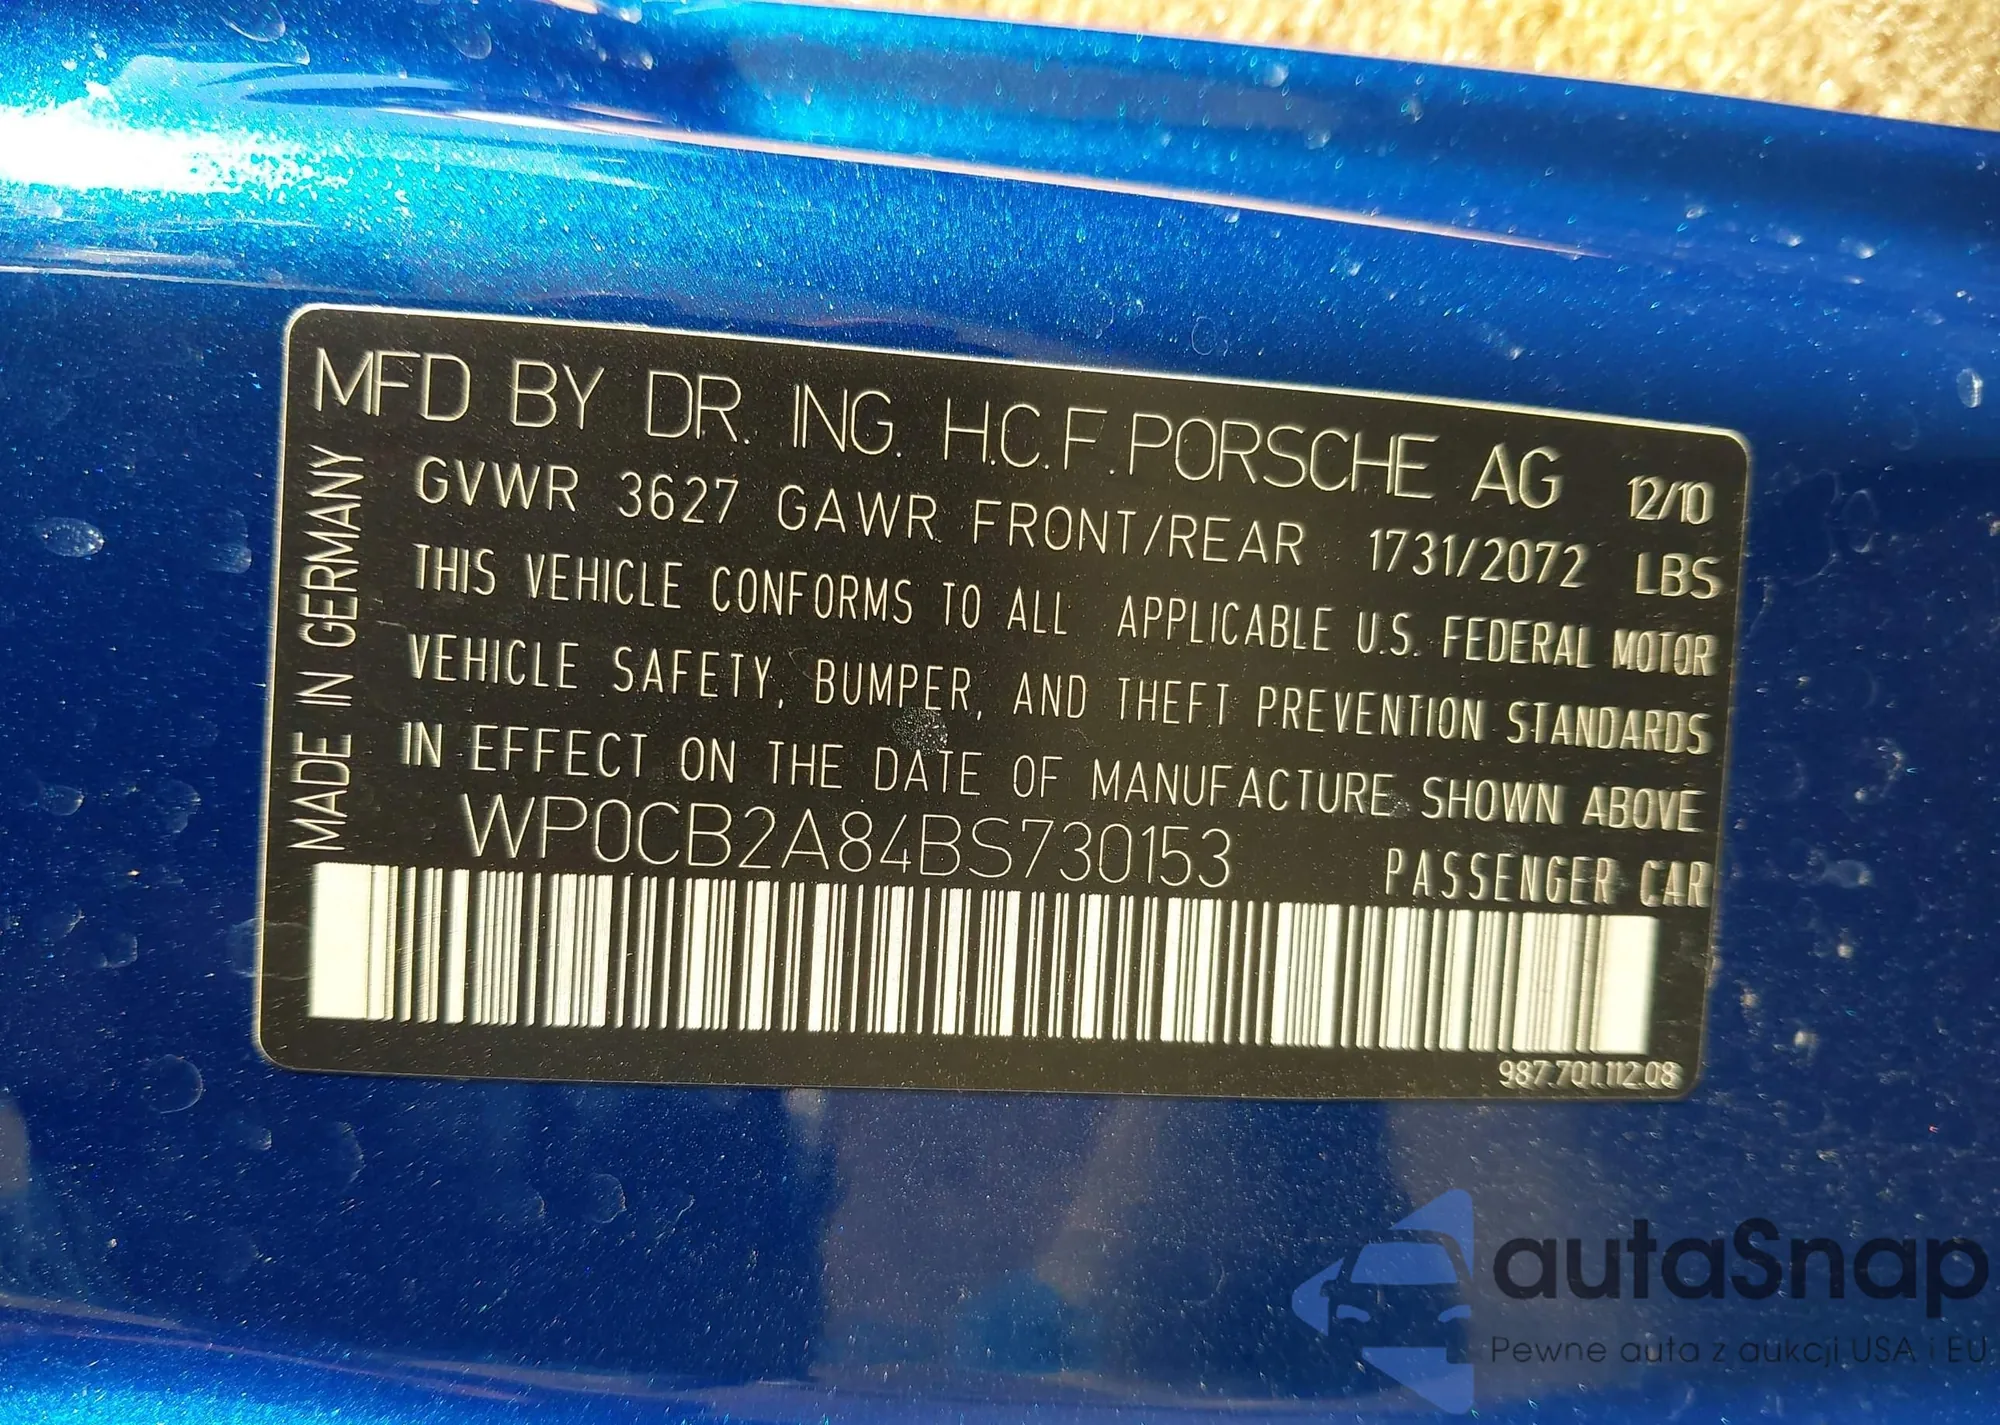 MFD BY DR. ING. H.C.F. PORSCHE AG 12/10
GVWR 3627 GAWR FRONT/REAR 1731/2072 LBS
THIS VEHICLE CONFORMS TO ALL APPLICABLE U.S. FEDERAL MOTOR
VEHICLE SAFETY, BUMPER, AND THEFT PREVENTION STANDARDS
IN EFFECT ON THE DATE OF MANUFACTURE SHOWN ABOVE
WP0CB2A84BS730153 PASSENGER CAR
MADE IN GERMANY
987.701.112.08
autaSnap
Pewne auta z aukcji USA i EU